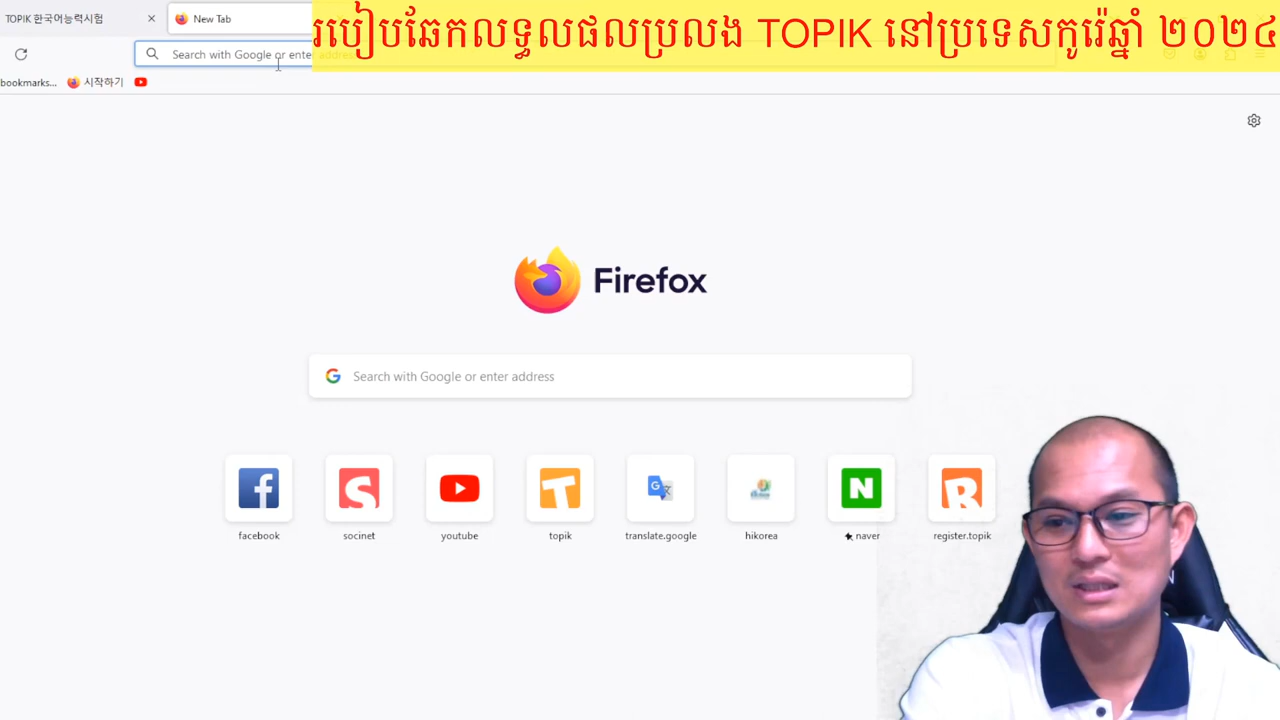 TOPIK 한국어능력시험
New Tab
របៀបឆែកលទ្ធលផលប្រលង TOPIK នៅប្រទេសកូរ៉េឆ្នាំ ២០២៤
Search with Google or enter address
bookmarks...
시작하기
Firefox
Search with Google or enter address
facebook
socinet
youtube
topik
translate.google
hikorea
naver
register.topik